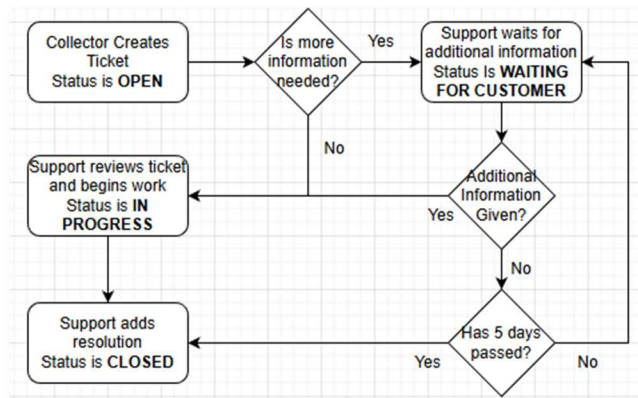 Collector Creates
Ticket
Status is OPEN
Is more
information
needed?
Yes
Support waits for
additional information
Status Is WAITING
FOR CUSTOMER
No
Support reviews ticket
and begins work
Status is IN
PROGRESS
Additional
Information
Given?
Yes
No
Support adds
resolution
Status is CLOSED
Has 5 days
passed?
Yes
No